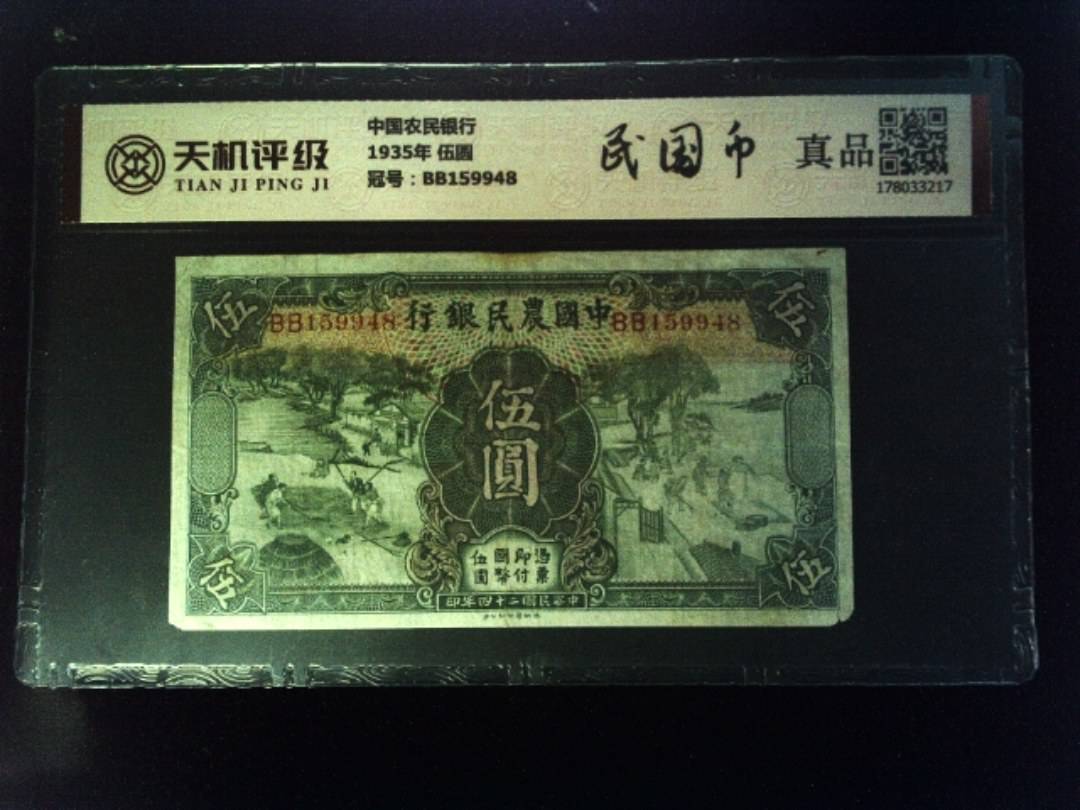 天机评级
TIAN JI PING JI
中国农民银行
1935年 伍圆
冠号：BB159948
民国币
真品
178033217
伍
伍
BB159948
行銀民農國中
BB159948
伍
圓
憑票
即付
國幣
伍圓
伍
伍
印年四十二國民華中